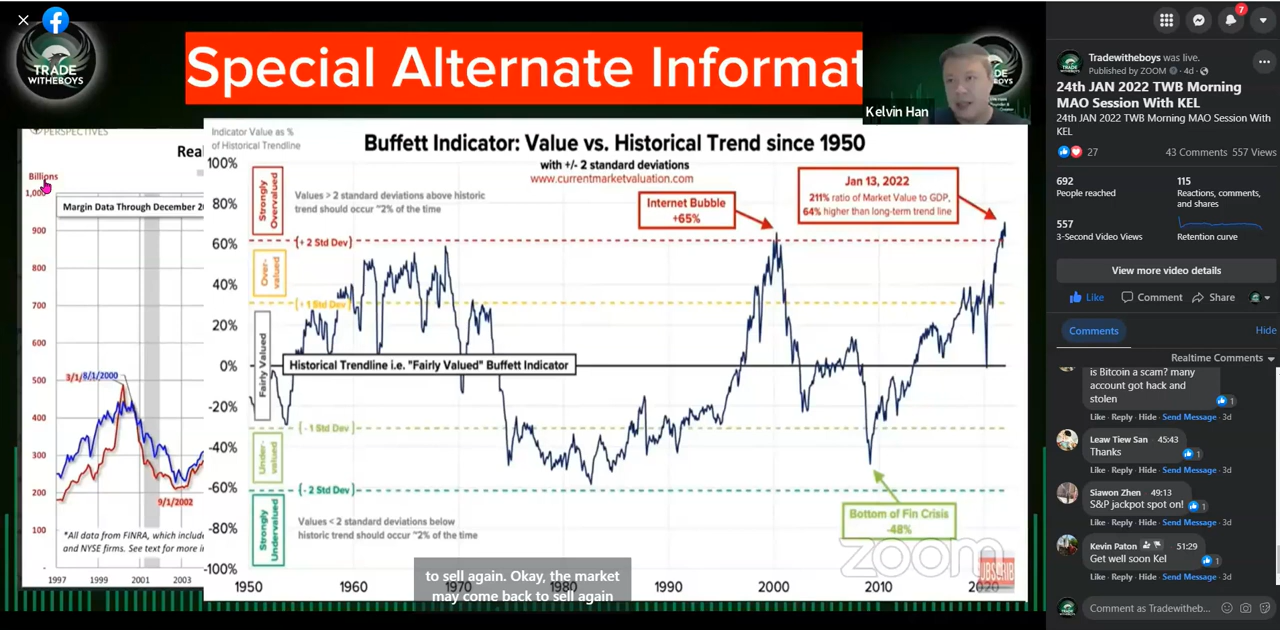 TRADE
WITHEBOYS
Special Alternate Informat
Kelvin Han
PERSPECTIVES
Rea
Billions
1,000
900
800
700
600
500
400
300
200
100
-
Margin Data Through December 2
3/1/
8/1/2000
9/1/2002
*All data from FINRA, which include
and NYSE firms. See text for more i
1997
1999
2001
2003
Indicator Value as %
of Historical Trendline
Buffett Indicator: Value vs. Historical Trend since 1950
with +/- 2 standard deviations
www.currentmarketvaluation.com
100%
80%
60%
40%
20%
0%
-20%
-40%
-60%
-80%
-100%
Strongly
Overvalued
Over-
valued
Fairly Valued
Under-
valued
Strongly
Undervalued
Values > 2 standard deviations above historic
trend should occur ~2% of the time
(+ 2 Std Dev)
(+ 1 Std Dev)
Historical Trendline i.e. "Fairly Valued" Buffett Indicator
(- 1 Std Dev)
(- 2 Std Dev)
Values < 2 standard deviations below
historic trend should occur ~2% of the time
Internet Bubble
+65%
Jan 13, 2022
211% ratio of Market Value to GDP,
64% higher than long-term trend line
Bottom of Fin Crisis
-48%
zoom
SUBSCRIBE
1950
1960
1970
1980
1990
2000
2010
2020
to sell again. Okay, the market
may come back to sell again
7
Tradewitheboys was live.
Published by ZOOM · 4d ·
24th JAN 2022 TWB Morning
MAO Session With KEL
24th JAN 2022 TWB Morning MAO Session With
KEL
27
43 Comments 557 Views
692
People reached
115
Reactions, comments,
and shares
557
3-Second Video Views
Retention curve
View more video details
Like
Comment
Share
Comments
Hide
Realtime Comments
is Bitcoin a scam? many
account got hack and
stolen
1
Like · Reply · Hide · Send Message · 3d
Leaw Tiew San 45:43
Thanks
1
Like · Reply · Hide · Send Message · 3d
Siawon Zhen 49:13
S&P jackpot spot on!
1
Like · Reply · Hide · Send Message · 3d
Kevin Paton 51:29
Get well soon Kel
1
Like · Reply · Hide · Send Message · 3d
Comment as Tradewitheb...